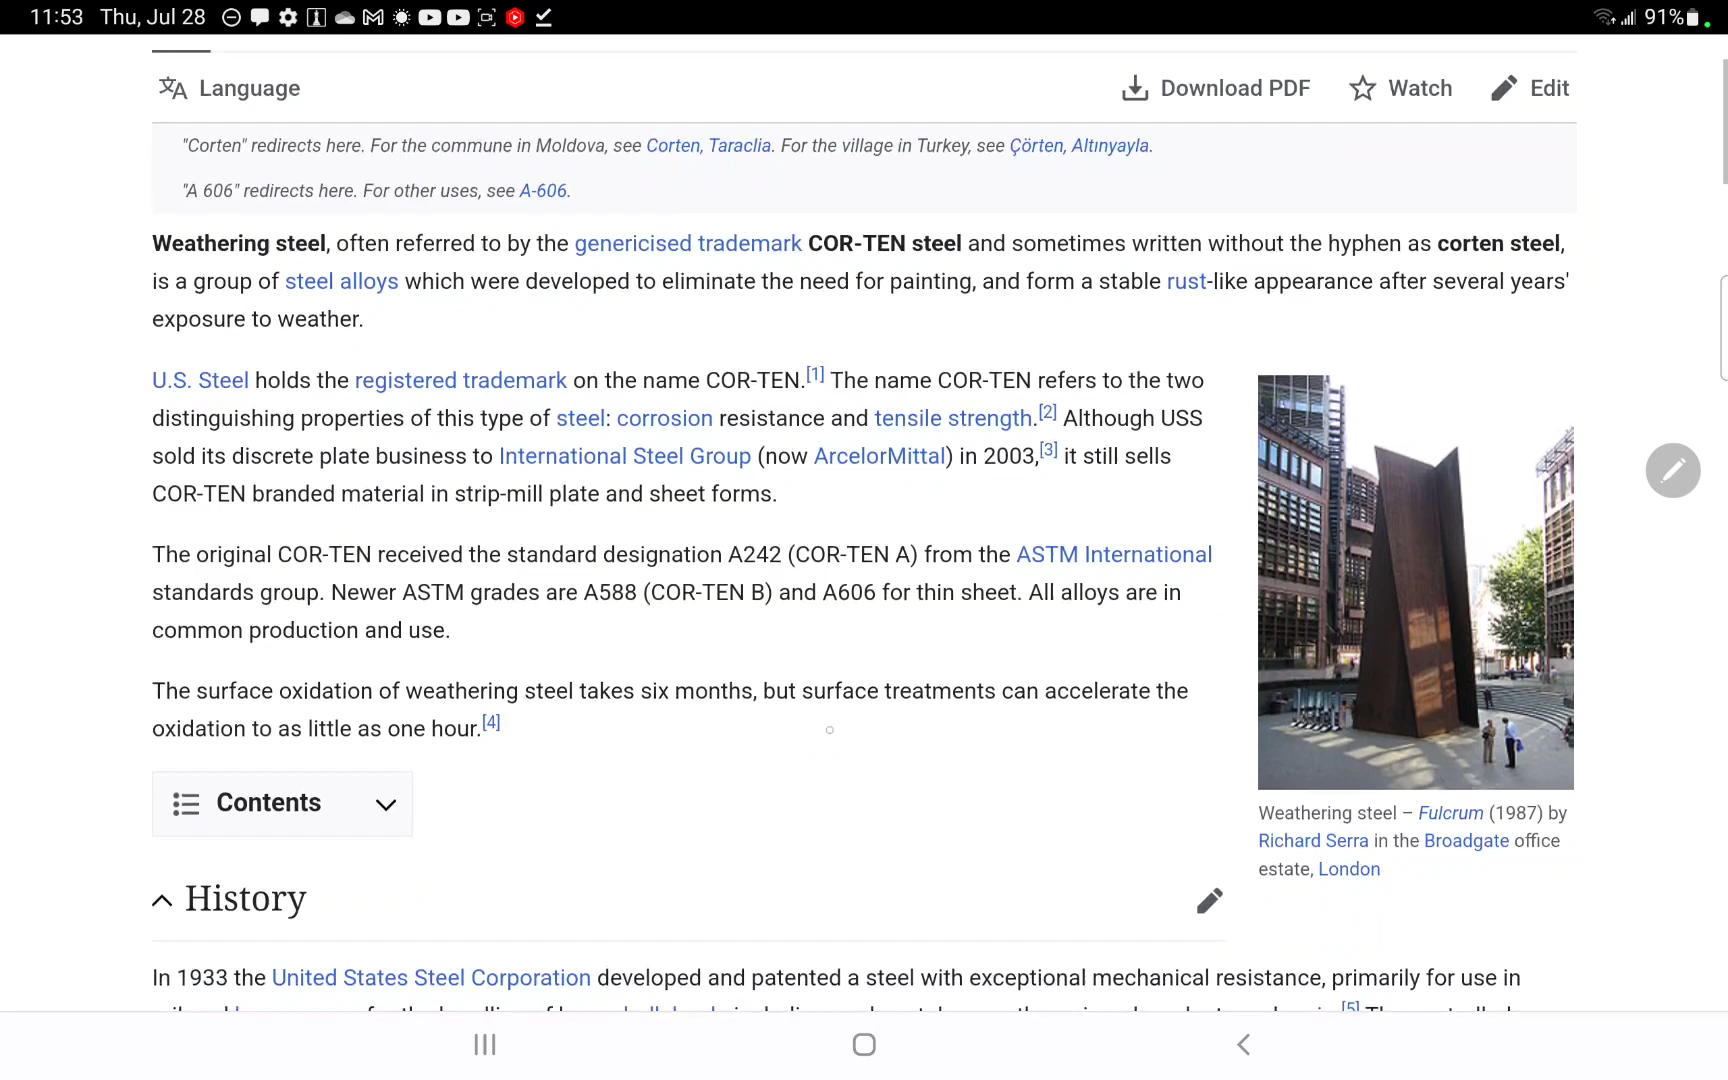 11:53 Thu, Jul 28
91%
Language
Download PDF
Watch
Edit
"Corten" redirects here. For the commune in Moldova, see Corten, Taraclia. For the village in Turkey, see Çörten, Altınyayla.
"A 606" redirects here. For other uses, see A-606.
Weathering steel, often referred to by the genericised trademark COR-TEN steel and sometimes written without the hyphen as corten steel,
is a group of steel alloys which were developed to eliminate the need for painting, and form a stable rust-like appearance after several years'
exposure to weather.
U.S. Steel holds the registered trademark on the name COR-TEN.[1] The name COR-TEN refers to the two
distinguishing properties of this type of steel: corrosion resistance and tensile strength.[2] Although USS
sold its discrete plate business to International Steel Group (now ArcelorMittal) in 2003,[3] it still sells
COR-TEN branded material in strip-mill plate and sheet forms.
The original COR-TEN received the standard designation A242 (COR-TEN A) from the ASTM International
standards group. Newer ASTM grades are A588 (COR-TEN B) and A606 for thin sheet. All alloys are in
common production and use.
The surface oxidation of weathering steel takes six months, but surface treatments can accelerate the
oxidation to as little as one hour.[4]
Weathering steel – Fulcrum (1987) by
Richard Serra in the Broadgate office
estate, London
Contents
History
In 1933 the United States Steel Corporation developed and patented a steel with exceptional mechanical resistance, primarily for use in
[5]